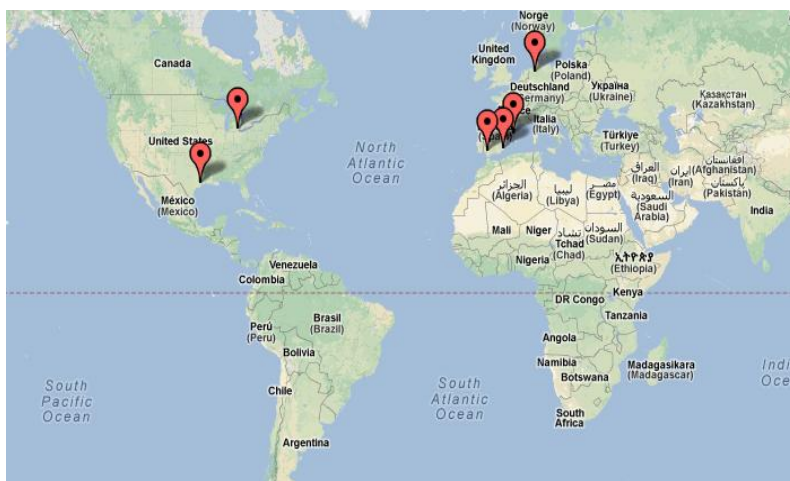 Norge
(Norway)
United
Kingdom
Polska
(Poland)
Canada
Deutschland
(Germany)
Україна
(Ukraine)
Қазақстан
(Kazakhstan)
Italia
(Italy)
United States
North
Atlantic
Ocean
Türkiye
(Turkey)
México
(Mexico)
الجزائر
(Algeria)
ليبيا
(Libya)
مصر
(Egypt)
العراق
(Iraq)
ایران
(Iran)
افغانستان
(Afghanistan)
پاکستان
(Pakistan)
السعودية
(Saudi
Arabia)
India
Mali
Niger
تشاد
Tchad
(Chad)
السودان
(Sudan)
Nigeria
ኢትዮጵያ
(Ethiopia)
Venezuela
Colombia
DR Congo
Kenya
Tanzania
Perú
(Peru)
Brasil
(Brazil)
Bolivia
Angola
Namibia
Botswana
Madagasikara
(Madagascar)
South
Pacific
Ocean
Chile
South
Atlantic
Ocean
South
Africa
Argentina